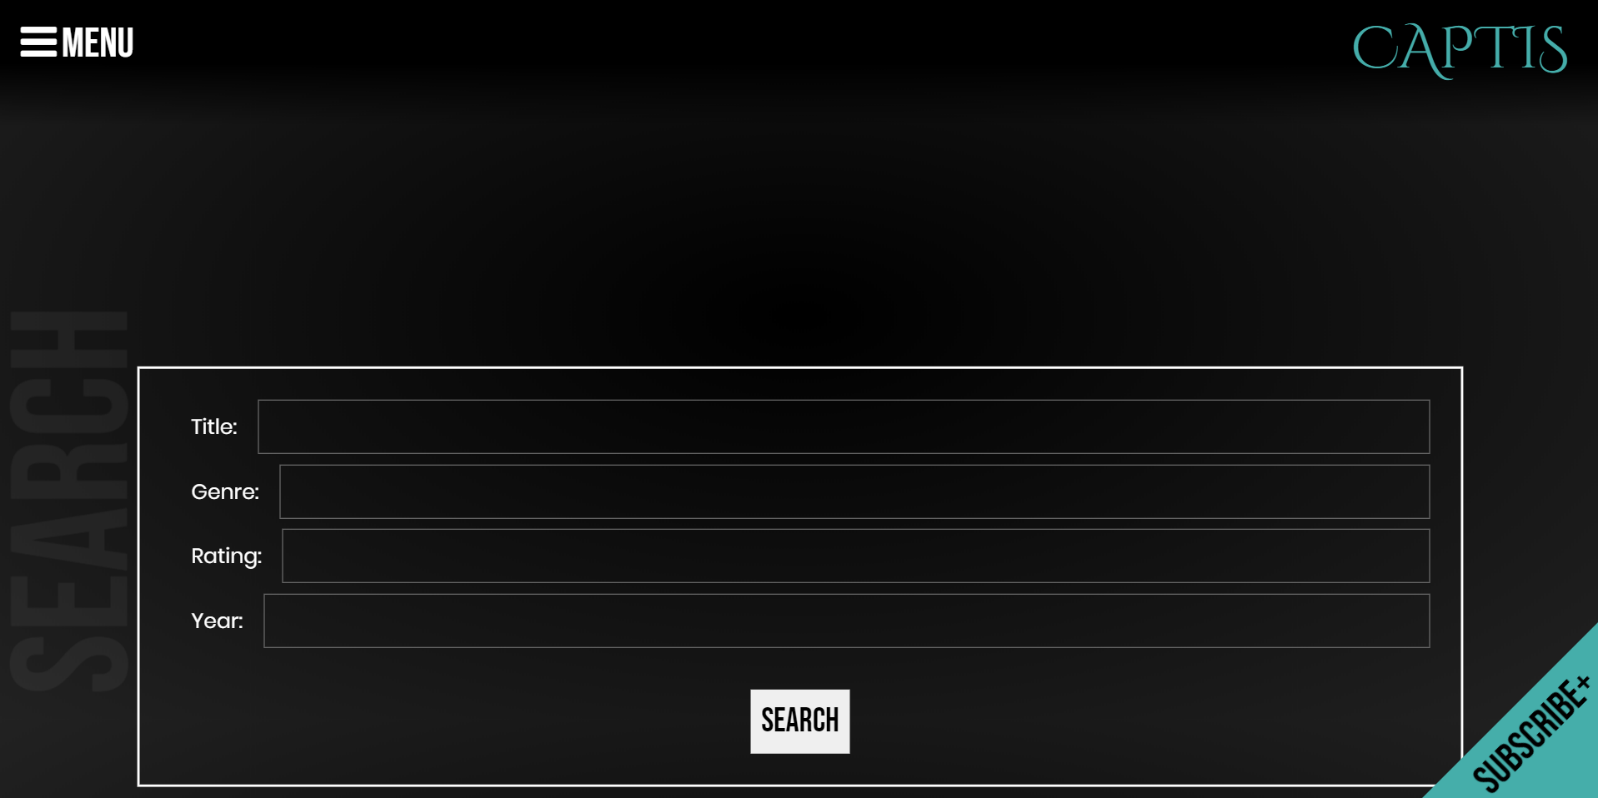 MENU
CAPTIS
SEARCH
Title:
Genre:
Rating:
Year:
SEARCH
SUBSCRIBE+